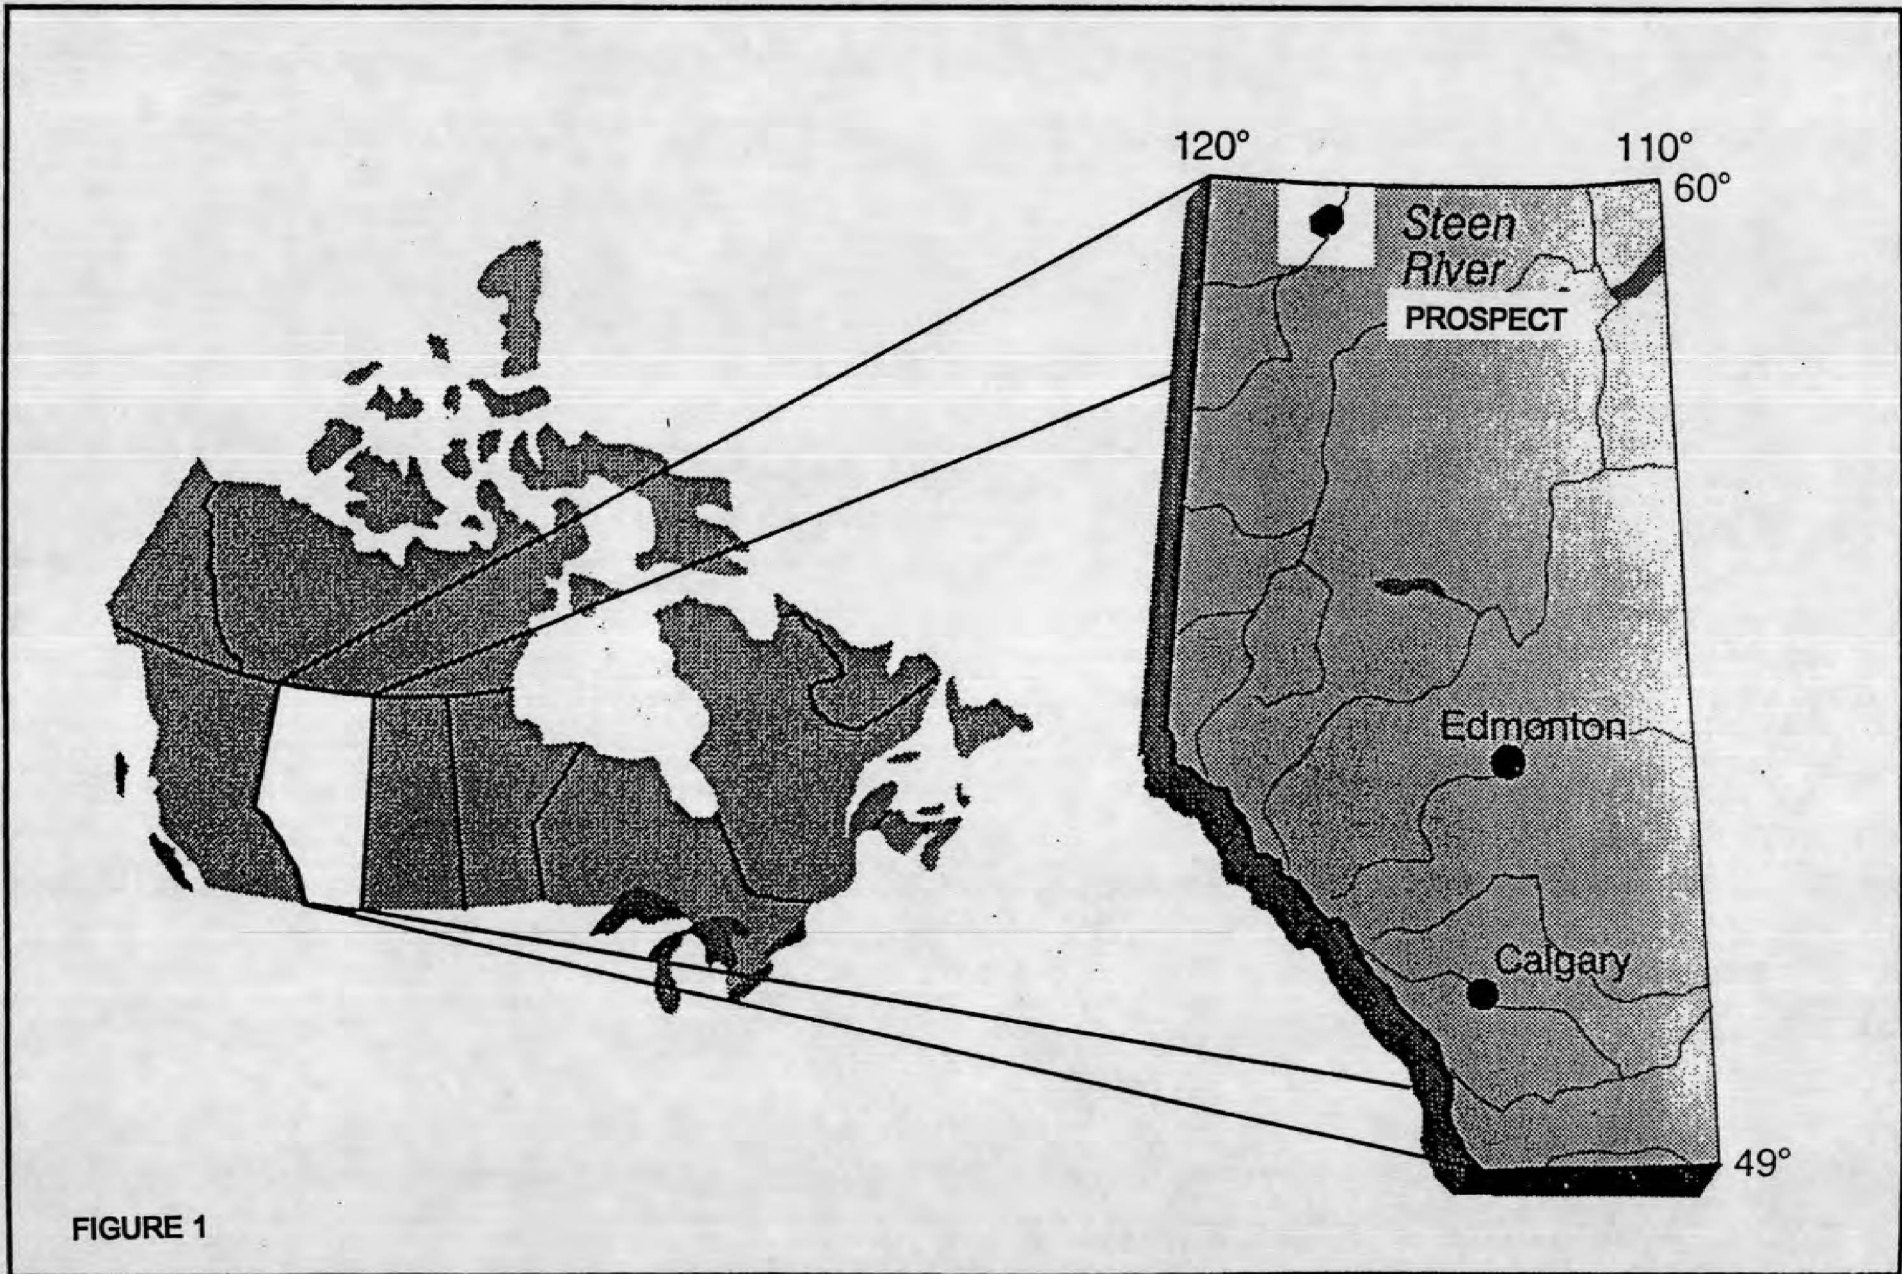 120°
110°
60°
Steen
River
PROSPECT
Edmonton
Calgary
49°
FIGURE 1